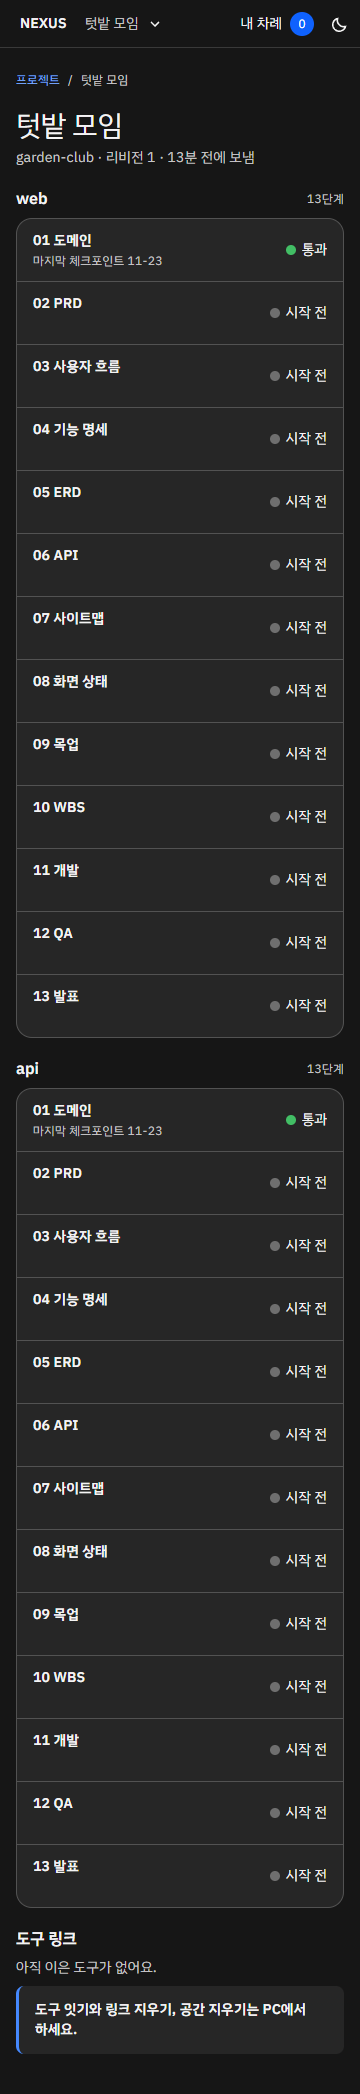 NEXUS 텃밭 모임 내 차례 0
프로젝트 / 텃밭 모임
텃밭 모임
garden-club · 리비전 1 · 13분 전에 보냄
web 13단계
01 도메인
마지막 체크포인트 11-23
통과
02 PRD
시작 전
03 사용자 흐름
시작 전
04 기능 명세
시작 전
05 ERD
시작 전
06 API
시작 전
07 사이트맵
시작 전
08 화면 상태
시작 전
09 목업
시작 전
10 WBS
시작 전
11 개발
시작 전
12 QA
시작 전
13 발표
시작 전
api 13단계
01 도메인
마지막 체크포인트 11-23
통과
02 PRD
시작 전
03 사용자 흐름
시작 전
04 기능 명세
시작 전
05 ERD
시작 전
06 API
시작 전
07 사이트맵
시작 전
08 화면 상태
시작 전
09 목업
시작 전
10 WBS
시작 전
11 개발
시작 전
12 QA
시작 전
13 발표
시작 전
도구 링크
아직 이은 도구가 없어요.
도구 잇기와 링크 지우기, 공간 지우기는 PC에서
하세요.